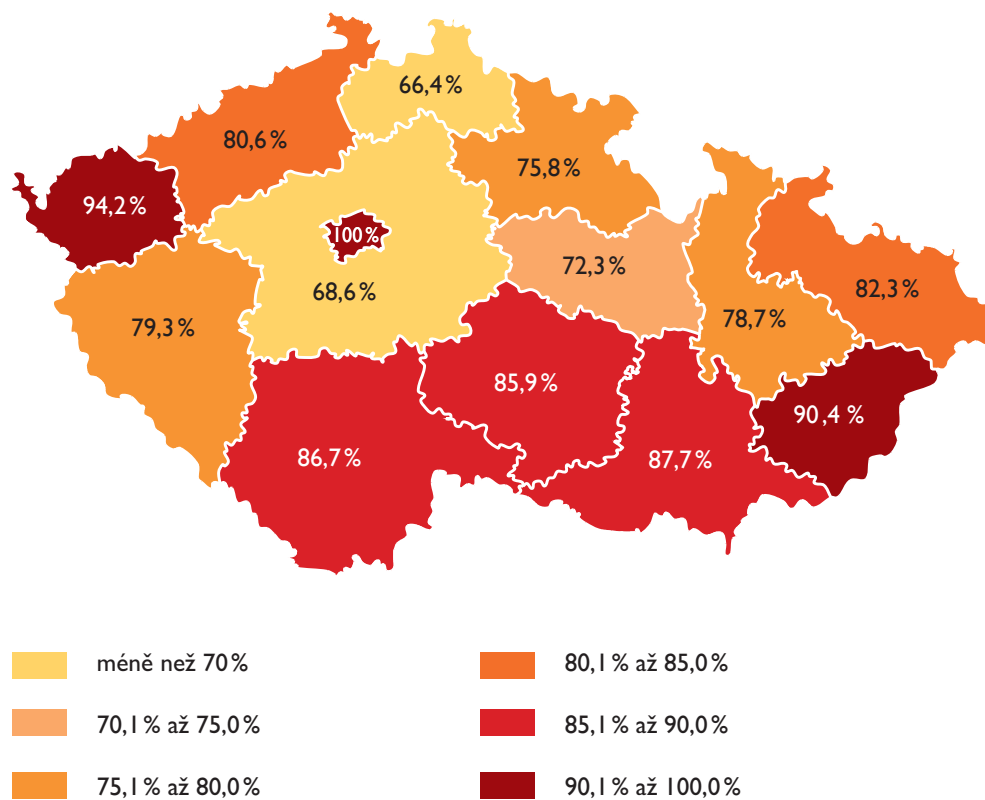 66,4 %
80,6 %
75,8 %
94,2 %
100 %
72,3 %
68,6 %
82,3 %
79,3 %
78,7 %
85,9 %
90,4 %
86,7 %
87,7 %
méně než 70 %
80,1 % až 85,0 %
70,1 % až 75,0 %
85,1 % až 90,0 %
75,1 % až 80,0 %
90,1 % až 100,0 %